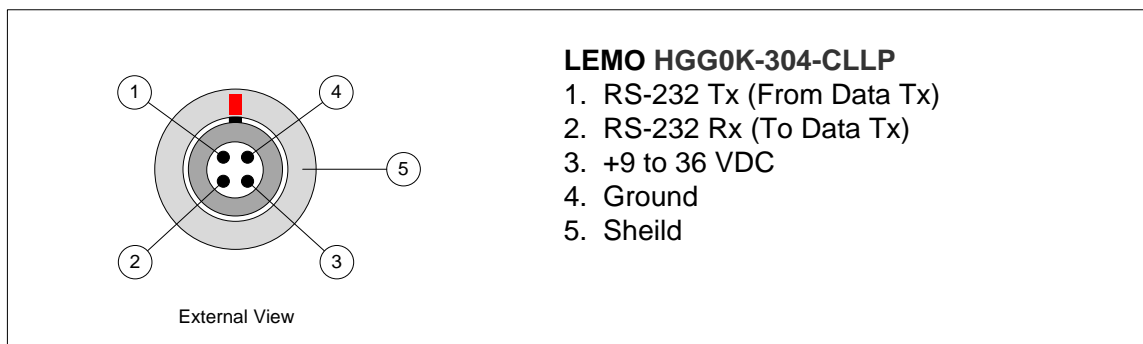 1
4
5
2
3
External View
LEMO HGG0K-304-CLLP
1. RS-232 Tx (From Data Tx)
2. RS-232 Rx (To Data Tx)
3. +9 to 36 VDC
4. Ground
5. Sheild